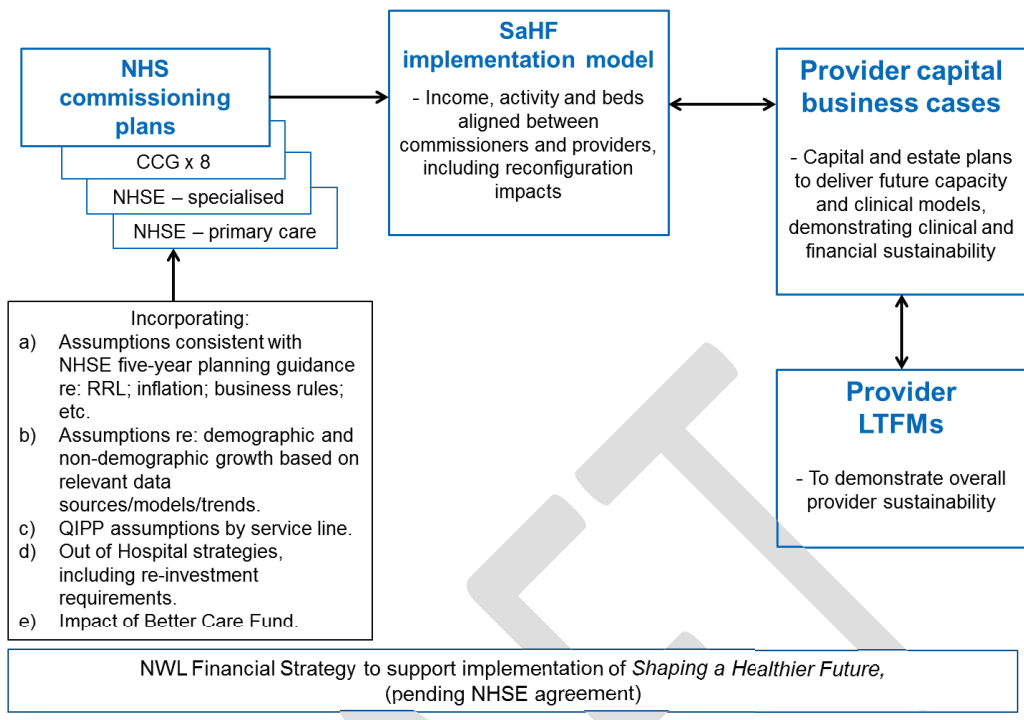 NHS
commissioning
plans
CCG x 8
NHSE – specialised
NHSE – primary care
SaHF
implementation model
- Income, activity and beds
aligned between
commissioners and providers,
including reconfiguration
impacts
Provider capital
business cases
- Capital and estate plans
to deliver future capacity
and clinical models,
demonstrating clinical and
financial sustainability
Incorporating:
a) Assumptions consistent with
NHSE five-year planning guidance
re: RRL; inflation; business rules;
etc.
b) Assumptions re: demographic and
non-demographic growth based on
relevant data
sources/models/trends.
c) QIPP assumptions by service line.
d) Out of Hospital strategies,
including re-investment
requirements.
e) Impact of Better Care Fund.
Provider
LTFMs
- To demonstrate overall
provider sustainability
NWL Financial Strategy to support implementation of Shaping a Healthier Future,
(pending NHSE agreement)